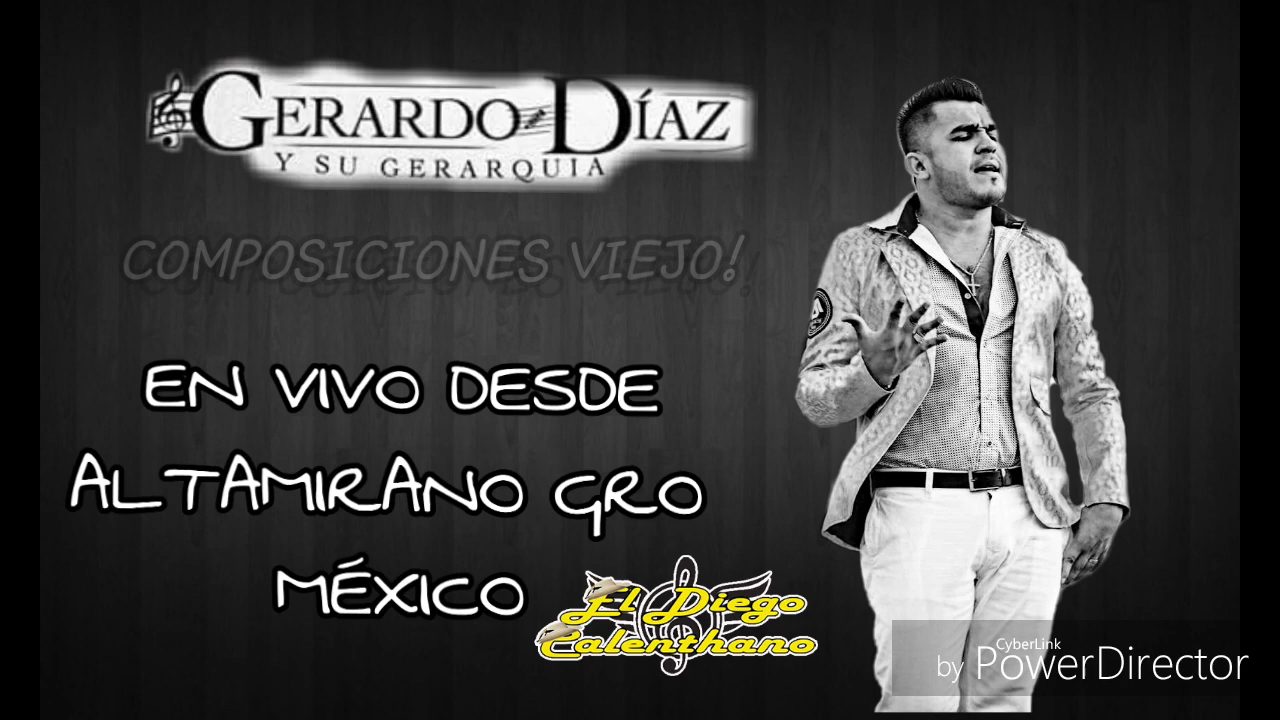 GERARDO DÍAZ
Y SU GERARQUIA
COMPOSICIONES VIEJO!
EN VIVO DESDE
ALTAMIRANO GRO
MÉXICO
El Diego
Calenthano
CyberLink
by PowerDirector